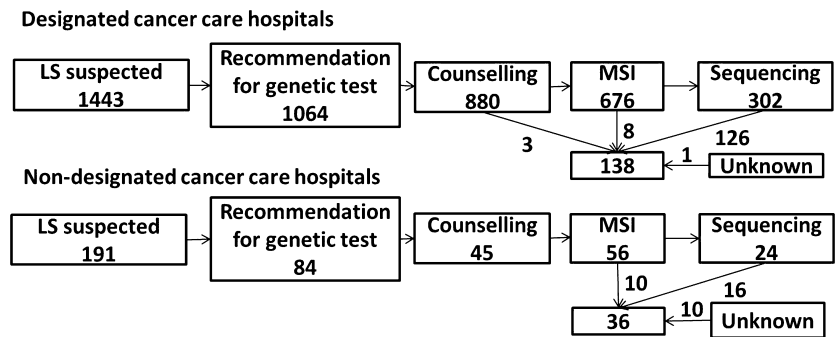 Designated cancer care hospitals
LS suspected
1443
Recommendation
for genetic test
1064
Counselling
880
MSI
676
Sequencing
302
3
8
126
138
1
Unknown
Non-designated cancer care hospitals
LS suspected
191
Recommendation
for genetic test
84
Counselling
45
MSI
56
Sequencing
24
10
16
36
10
Unknown